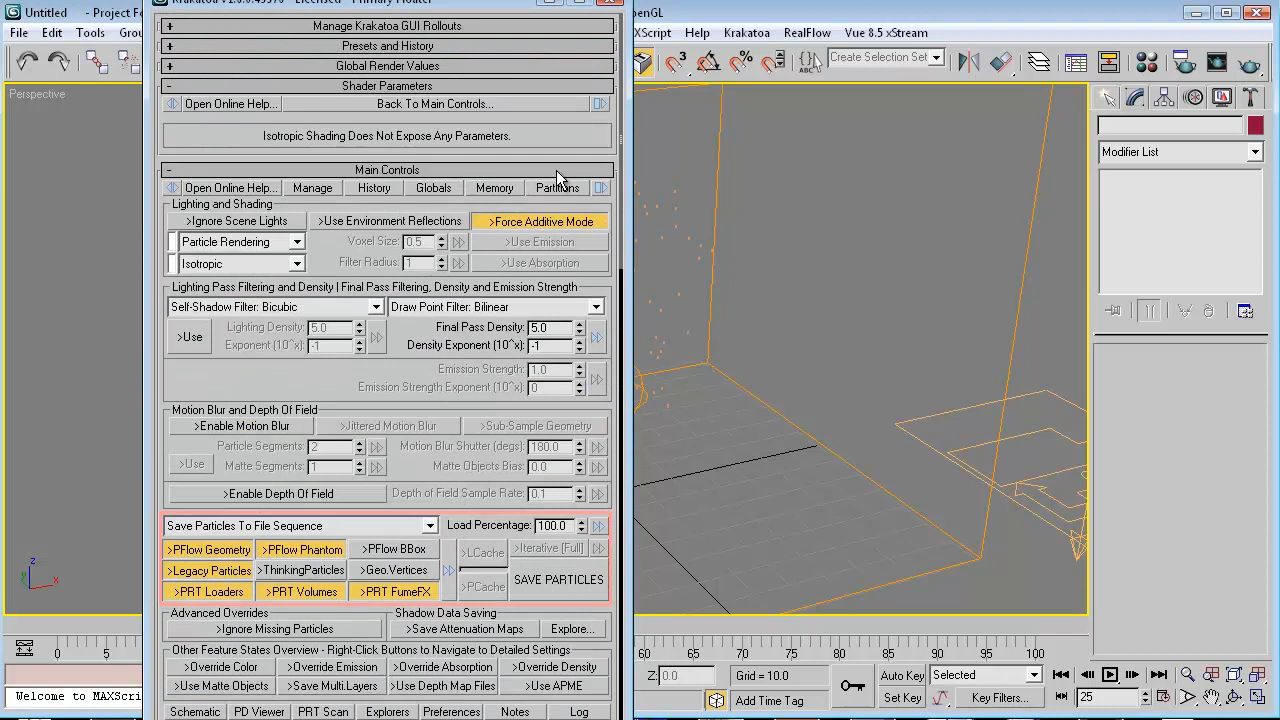 Untitled - Project Fo
OpenGL
File Edit Tools Grou
XScript Help Krakatoa RealFlow Vue 8.5 xStream
Create Selection Set
Perspective
Manage Krakatoa GUI Rollouts
Presets and History
Global Render Values
Shader Parameters
Open Online Help... Back To Main Controls...
Isotropic Shading Does Not Expose Any Parameters.
Main Controls
Open Online Help... Manage History Globals Memory Partitions
Lighting and Shading
>Ignore Scene Lights >Use Environment Reflections >Force Additive Mode
Particle Rendering Voxel Size: 0.5 >Use Emission
Isotropic Filter Radius: 1 >Use Absorption
Lighting Pass Filtering and Density | Final Pass Filtering, Density and Emission Strength
Self-Shadow Filter: Bicubic Draw Point Filter: Bilinear
>Use Lighting Density: 5.0 Final Pass Density: 5.0
Exponent (10^x): -1 Density Exponent (10^x): -1
Emission Strength: 1.0
Emission Strength Exponent (10^x): 0
Motion Blur and Depth Of Field
>Enable Motion Blur >Jittered Motion Blur >Sub-Sample Geometry
Particle Segments: 2 Motion Blur Shutter (degs): 180.0
>Use Matte Segments: 1 Matte Objects Bias: 0.0
>Enable Depth Of Field Depth of Field Sample Rate: 0.1
Save Particles To File Sequence Load Percentage: 100.0
>PFlow Geometry >PFlow Phantom >PFlow BBox >LCache >Iterative [Full]
>Legacy Particles >ThinkingParticles >Geo.Vertices SAVE PARTICLES
>PRT Loaders >PRT Volumes >PRT FumeFX >PCache
Advanced Overrides Shadow Data Saving
>Ignore Missing Particles >Save Attenuation Maps Explore...
Other Feature States Overview - Right-Click Buttons to Navigate to Detailed Settings
>Override Color >Override Emission >Override Absorption >Override Density
>Use Matte Objects >Save Multi.Layers >Use Depth Map Files >Use APME
Schematic PD Viewer PRT Scan Explorers Preferences Notes Log
Modifier List
z x
0 5 10
60 65 70 75 80 85 90 95 100
Welcome to MAXScri
Z: 0.0 Grid = 10.0 Auto Key Selected
Add Time Tag Set Key Key Filters... 25